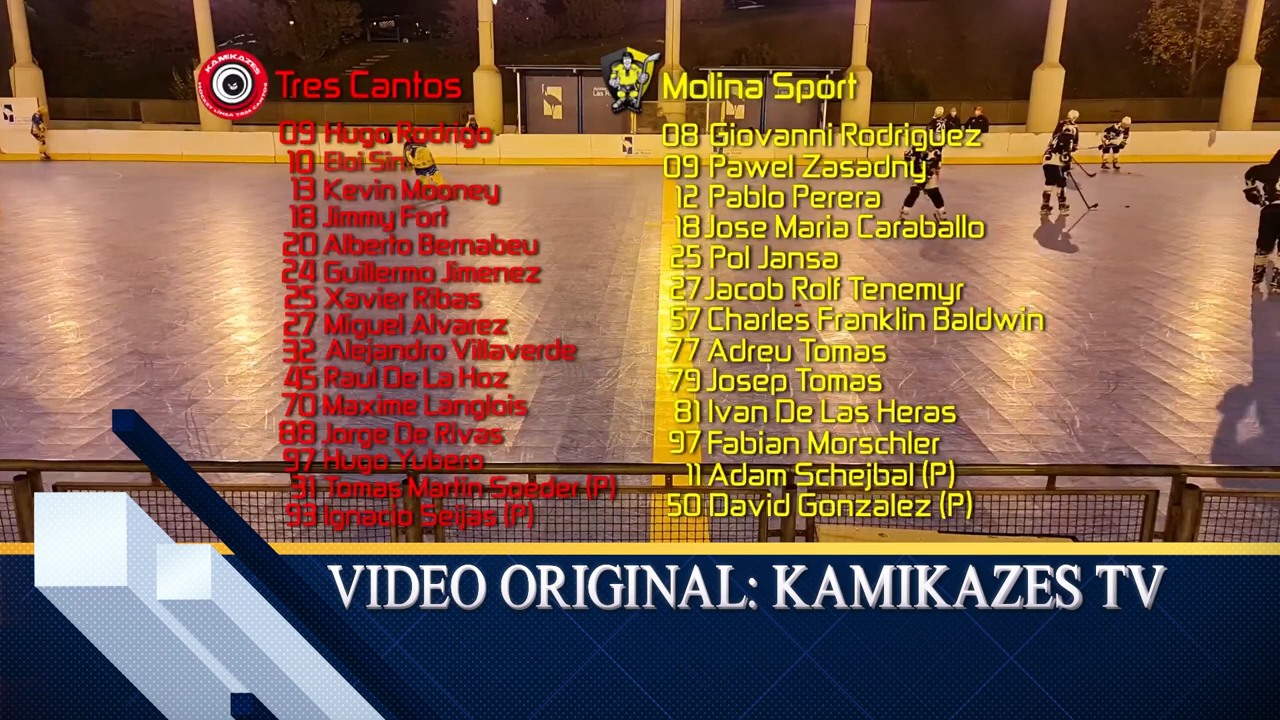 KAMIKAZES
Tres Cantos
09 Hugo Rodrigo
10 Eloi Sin
13 Kevin Mooney
18 Jimmy Fort
20 Alberto Bernabeu
24 Guillermo Jimenez
25 Xavier Ribas
27 Miguel Alvarez
32 Alejandro Villaverde
45 Raul De La Hoz
70 Maxime Langlois
88 Jorge De Rivas
97 Hugo Yubero
31 Tomas Martin Soeder (P)
93 Ignacio Seijas (P)
Molina Sport
08 Giovanni Rodriguez
09 Pawel Zasadny
12 Pablo Perera
18 Jose Maria Caraballo
25 Pol Jansa
27 Jacob Rolf Tenemyr
57 Charles Franklin Baldwin
77 Adreu Tomas
79 Josep Tomas
81 Ivan De Las Heras
97 Fabian Morschler
11 Adam Schejbal (P)
50 David Gonzalez (P)
VIDEO ORIGINAL: KAMIKAZES TV